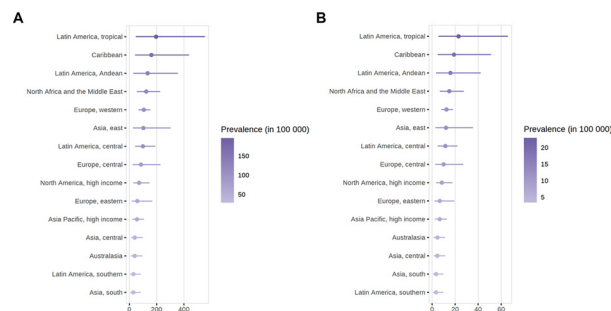 A
Latin America, tropical
Caribbean
Latin America, Andean
North Africa and the Middle East
Europe, western
Asia, east
Latin America, central
Europe, central
North America, high income
Europe, eastern
Asia Pacific, high income
Asia, central
Australasia
Latin America, southern
Asia, south
0 200 400
Prevalence (in 100 000)
150
100
50
B
Latin America, tropical
Caribbean
Latin America, Andean
North Africa and the Middle East
Europe, western
Asia, east
Latin America, central
Europe, central
North America, high income
Europe, eastern
Asia Pacific, high income
Australasia
Asia, central
Asia, south
Latin America, southern
0 20 40 60
Prevalence (in 100 000)
20
15
10
5